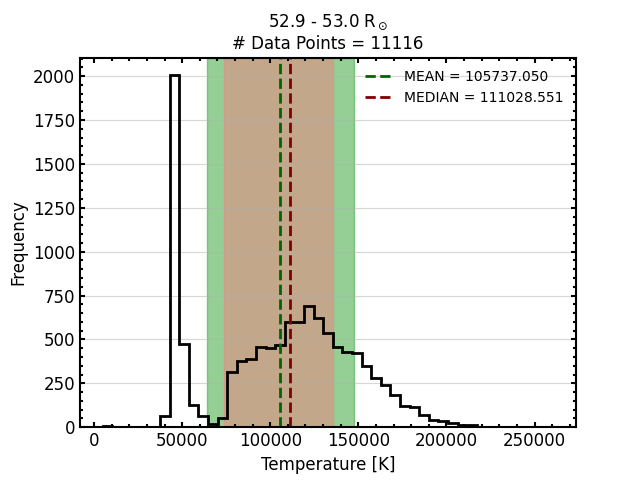 52.9 - 53.0 R⊙
# Data Points = 11116
MEAN = 105737.050
MEDIAN = 111028.551
2000
1750
1500
1250
1000
750
500
250
0
Frequency
0 50000 100000 150000 200000 250000
Temperature [K]